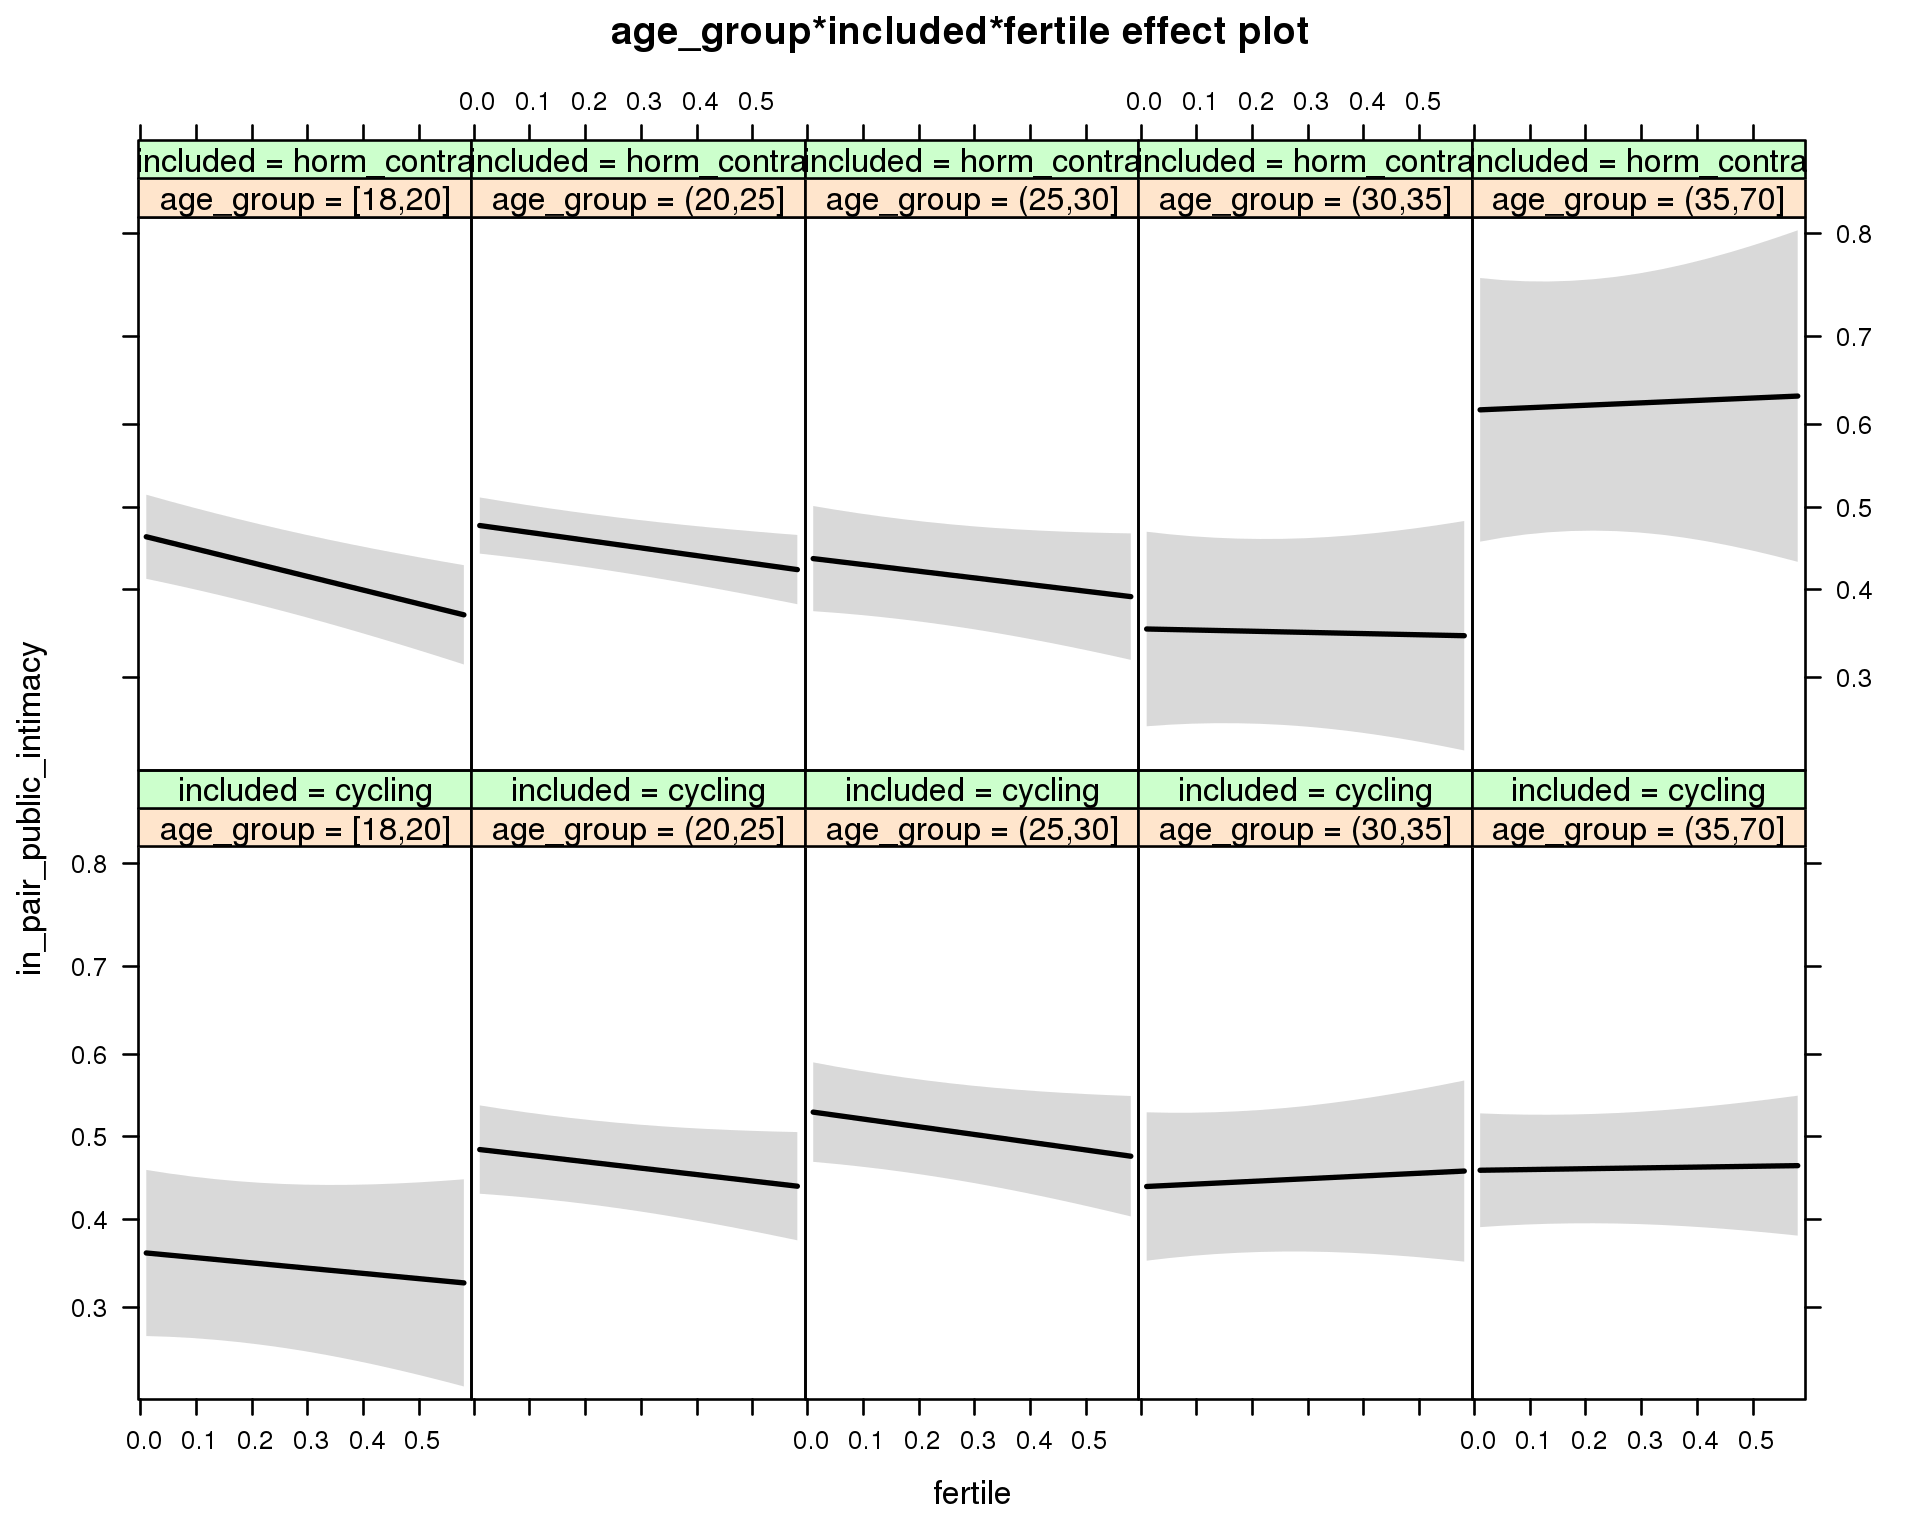 age_group*included*fertile effect plot
0.0 0.1 0.2 0.3 0.4 0.5 0.0 0.1 0.2 0.3 0.4 0.5
included = horm_contra included = horm_contra included = horm_contra included = horm_contra included = horm_contra
age_group = [18,20] age_group = (20,25] age_group = (25,30] age_group = (30,35] age_group = (35,70]
0.8
0.7
0.6
0.5
0.4
0.3
in_pair_public_intimacy
included = cycling included = cycling included = cycling included = cycling included = cycling
age_group = [18,20] age_group = (20,25] age_group = (25,30] age_group = (30,35] age_group = (35,70]
0.8
0.7
0.6
0.5
0.4
0.3
0.0 0.1 0.2 0.3 0.4 0.5 0.0 0.1 0.2 0.3 0.4 0.5 0.0 0.1 0.2 0.3 0.4 0.5
fertile